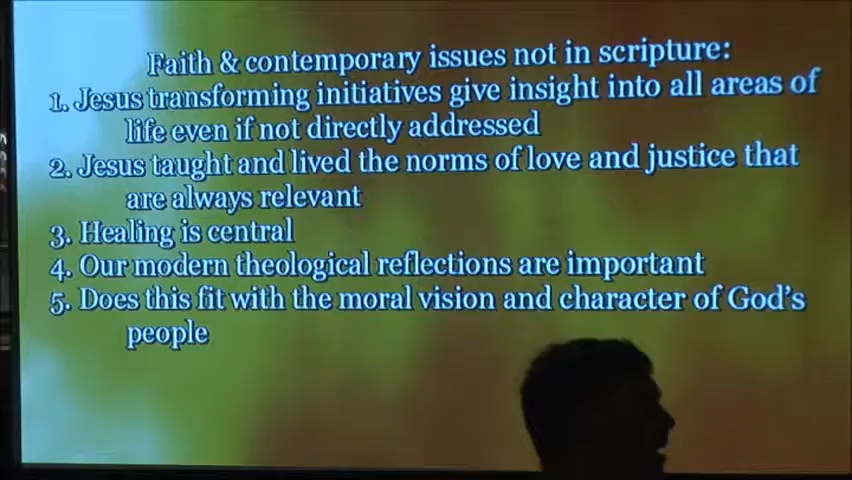 Faith & contemporary issues not in scripture:
1. Jesus transforming initiatives give insight into all areas of
life even if not directly addressed
2. Jesus taught and lived the norms of love and justice that
are always relevant
3. Healing is central
4. Our modern theological reflections are important
5. Does this fit with the moral vision and character of God's
people